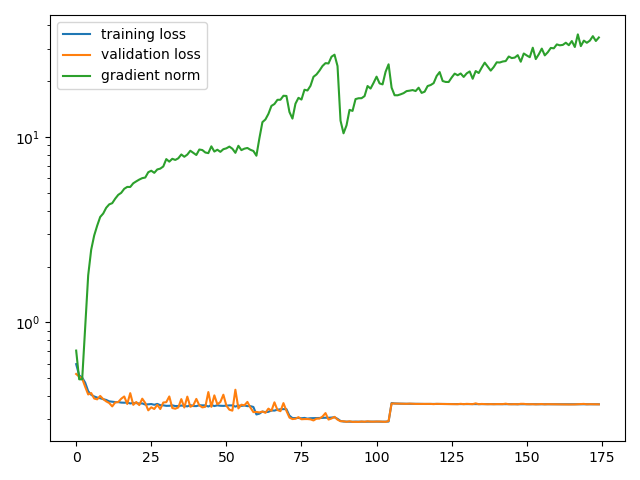 training loss
validation loss
gradient norm
10¹
10⁰
0 25 50 75 100 125 150 175